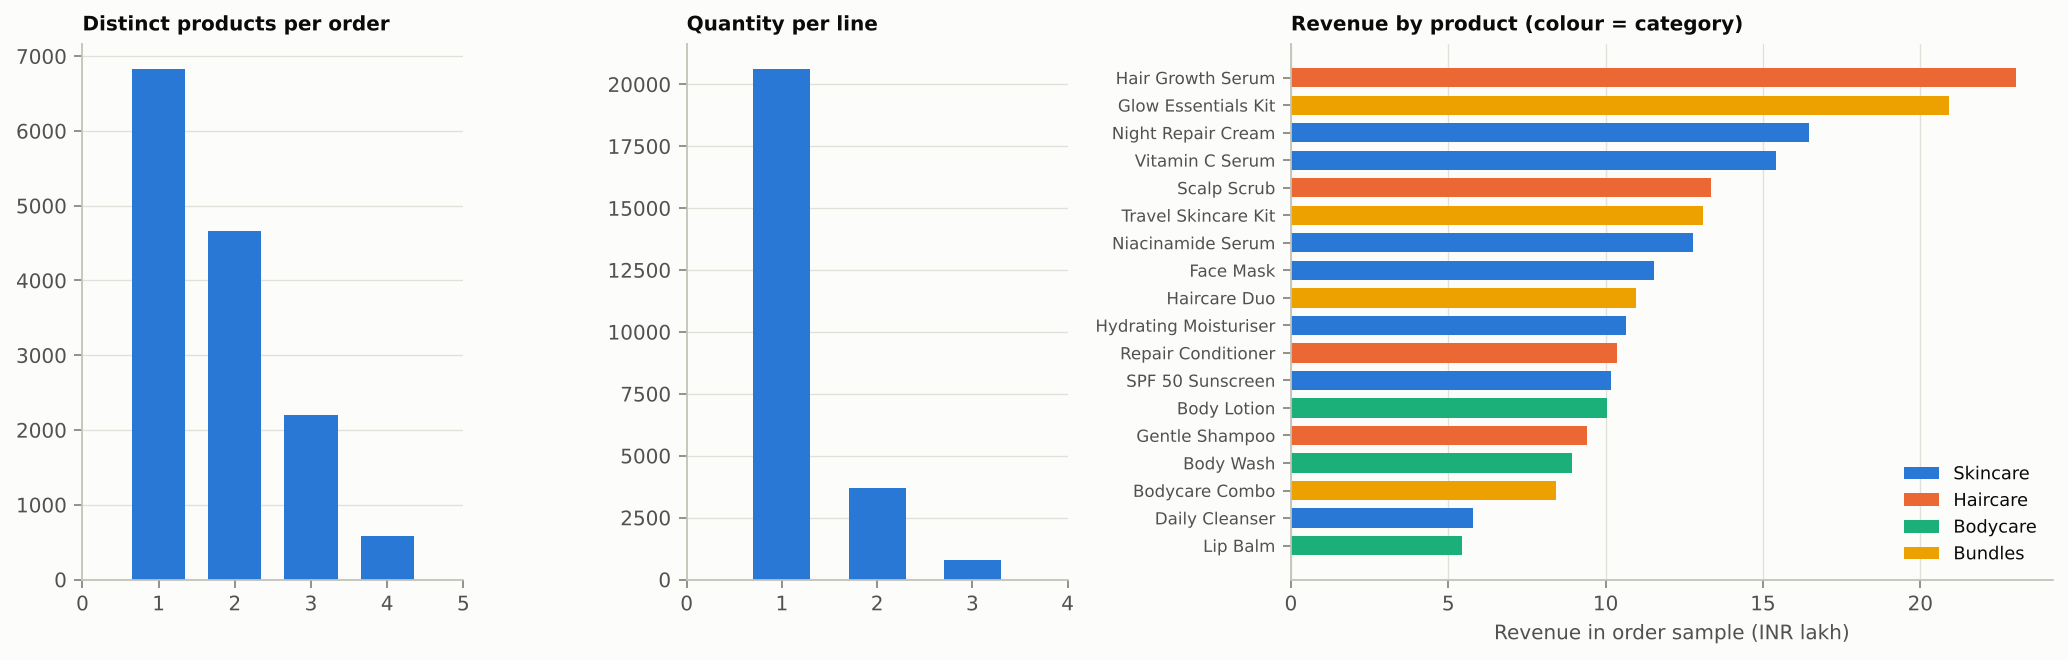 Distinct products per order
7000
6000
5000
4000
3000
2000
1000
0
0 1 2 3 4 5
Quantity per line
20000
17500
15000
12500
10000
7500
5000
2500
0
0 1 2 3 4
Revenue by product (colour = category)
Hair Growth Serum
Glow Essentials Kit
Night Repair Cream
Vitamin C Serum
Scalp Scrub
Travel Skincare Kit
Niacinamide Serum
Face Mask
Haircare Duo
Hydrating Moisturiser
Repair Conditioner
SPF 50 Sunscreen
Body Lotion
Gentle Shampoo
Body Wash
Bodycare Combo
Daily Cleanser
Lip Balm
0 5 10 15 20
Revenue in order sample (INR lakh)
Skincare
Haircare
Bodycare
Bundles